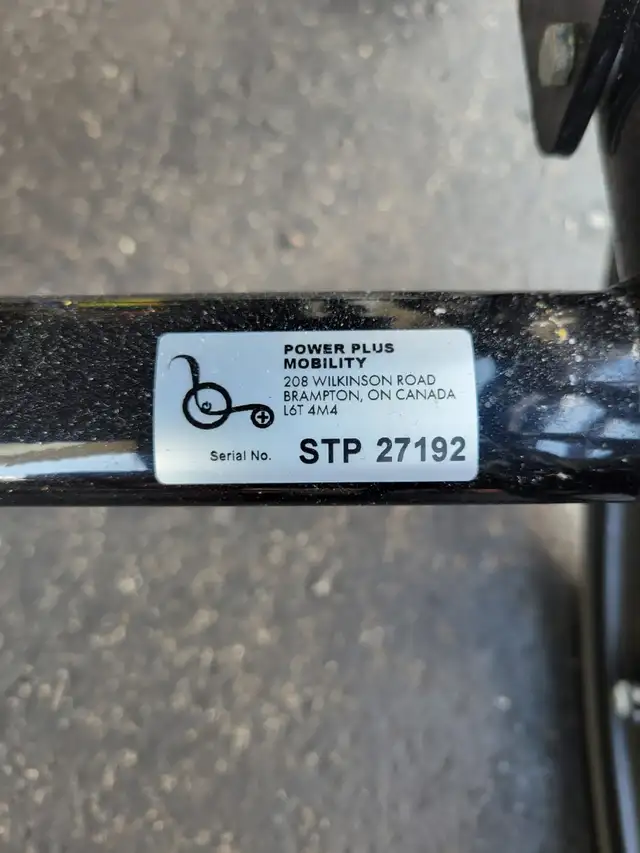 POWER PLUS
MOBILITY
208 WILKINSON ROAD
BRAMPTON, ON CANADA
L6T 4M4
Serial No. STP 27192